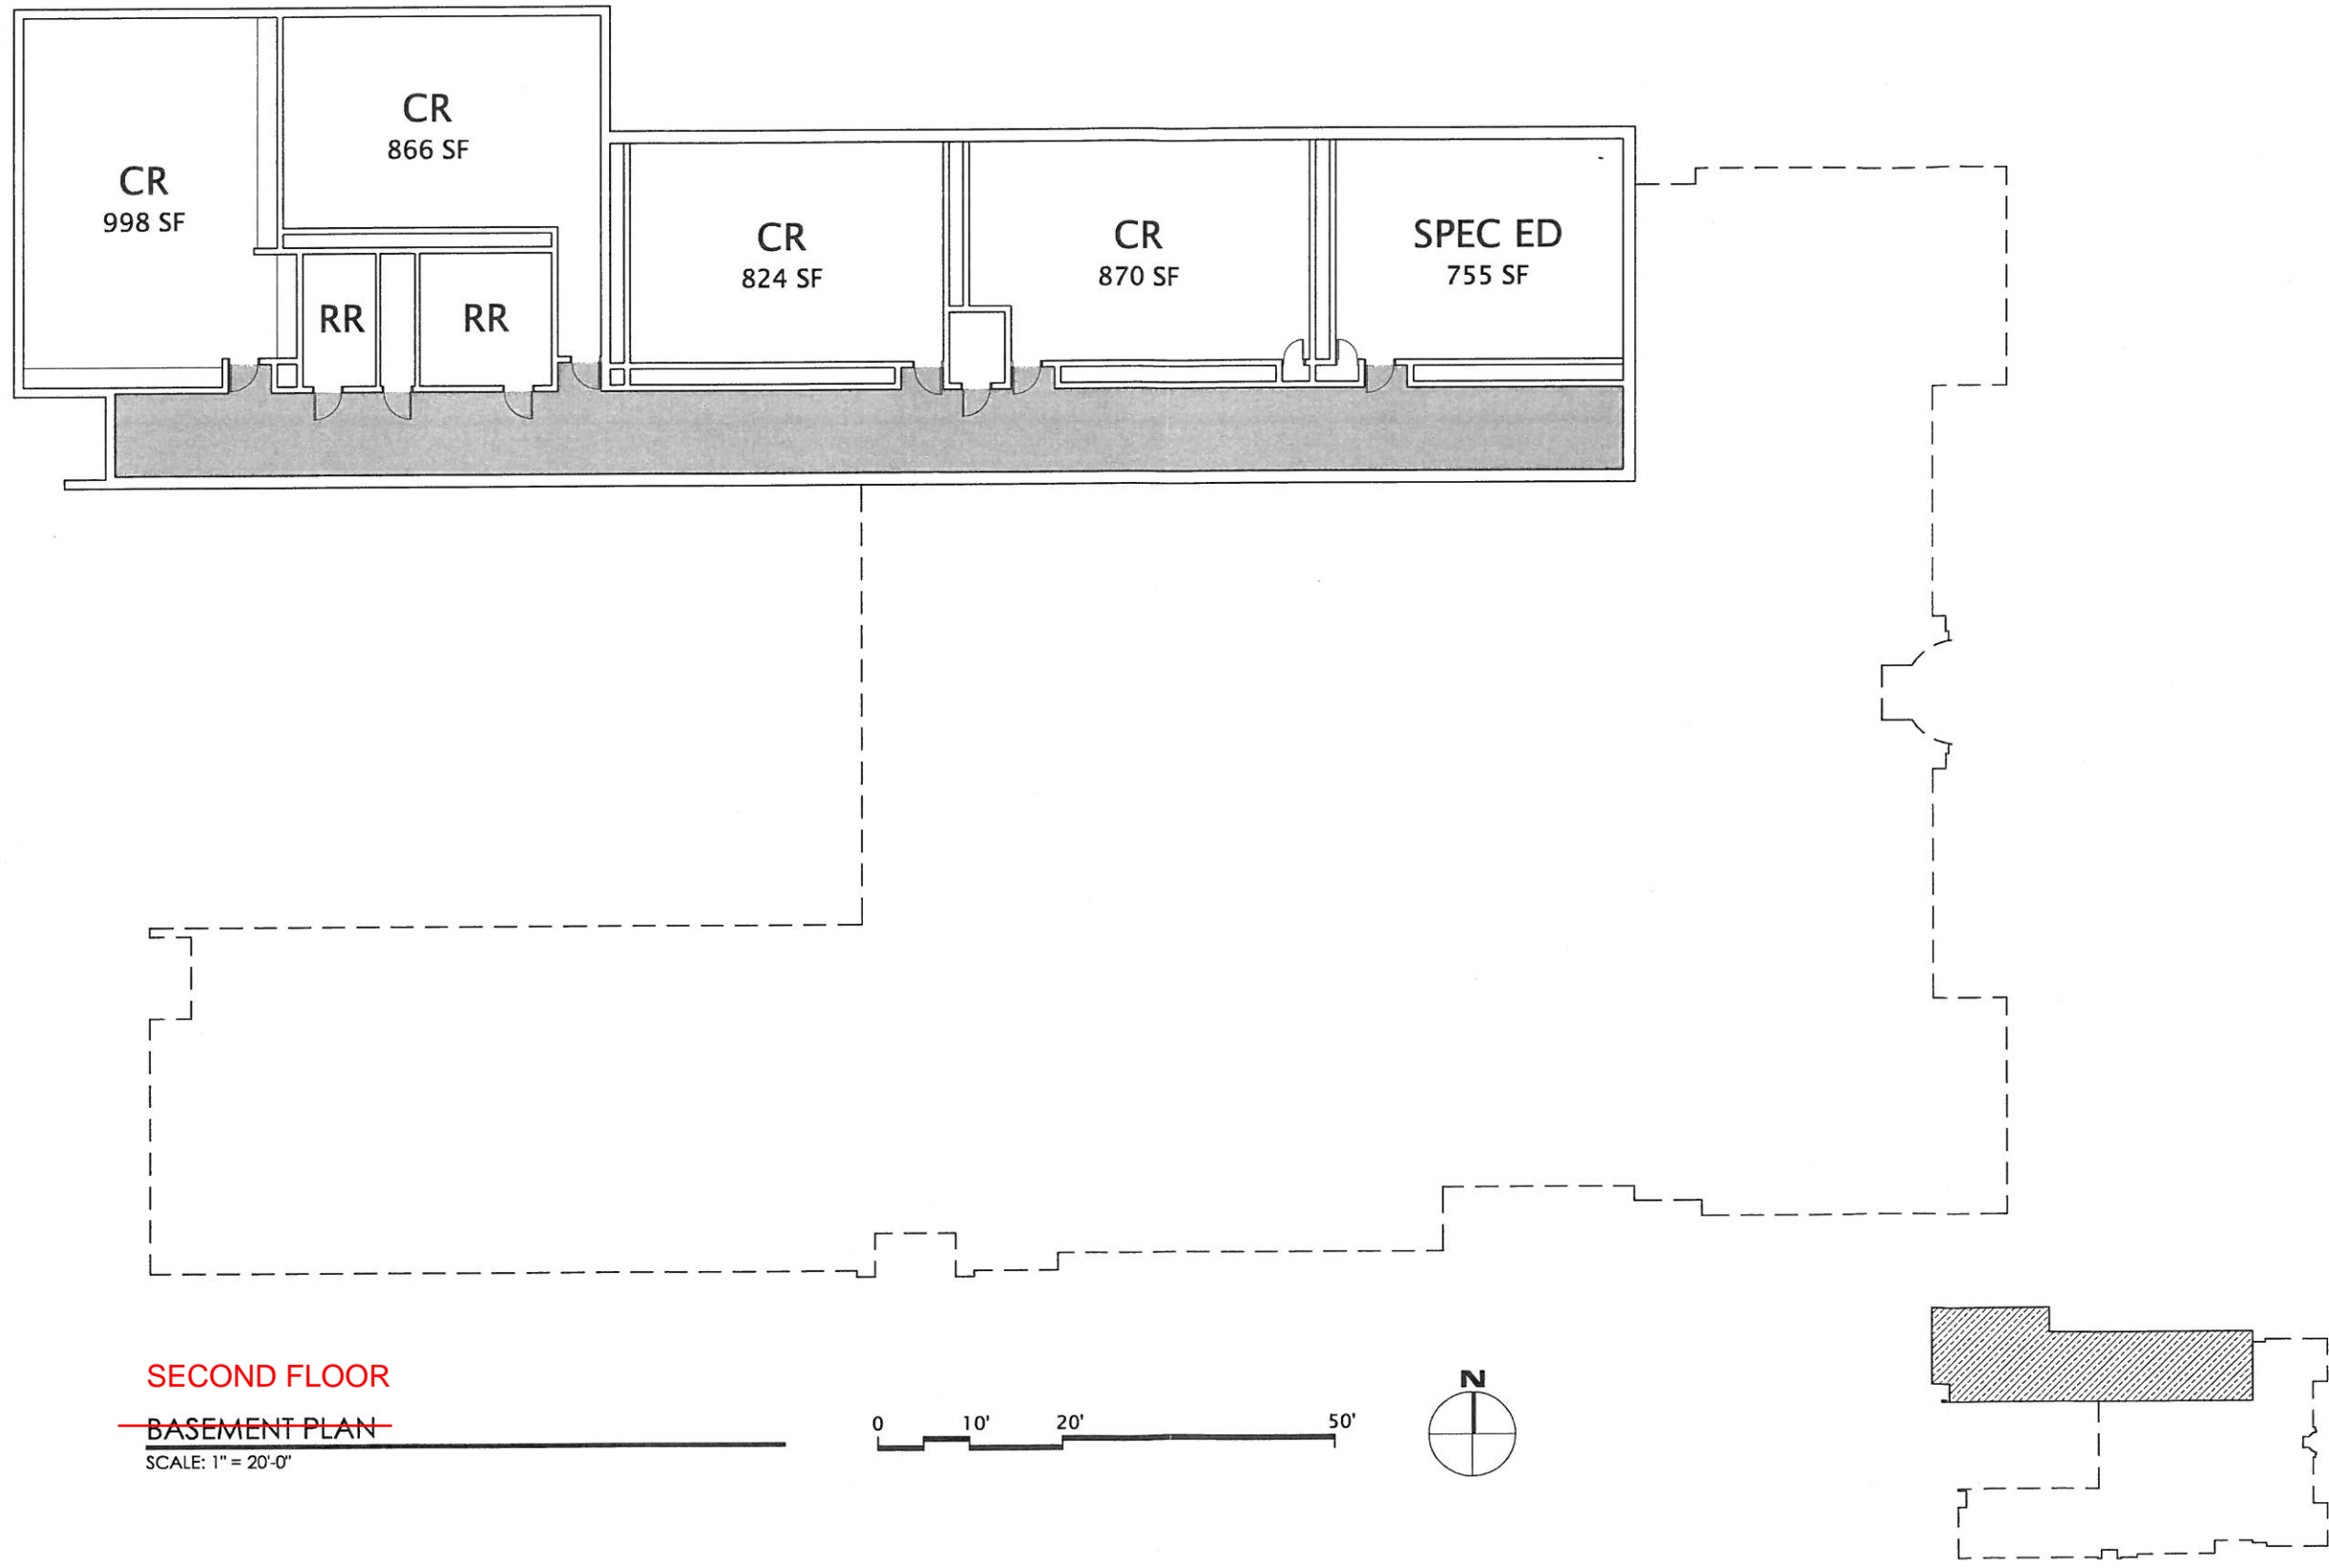 CR
866 SF
CR
998 SF
CR
824 SF
CR
870 SF
SPEC ED
755 SF
RR
RR
SECOND FLOOR
BASEMENT PLAN
SCALE: 1" = 20'-0"
0 10' 20' 50'
N